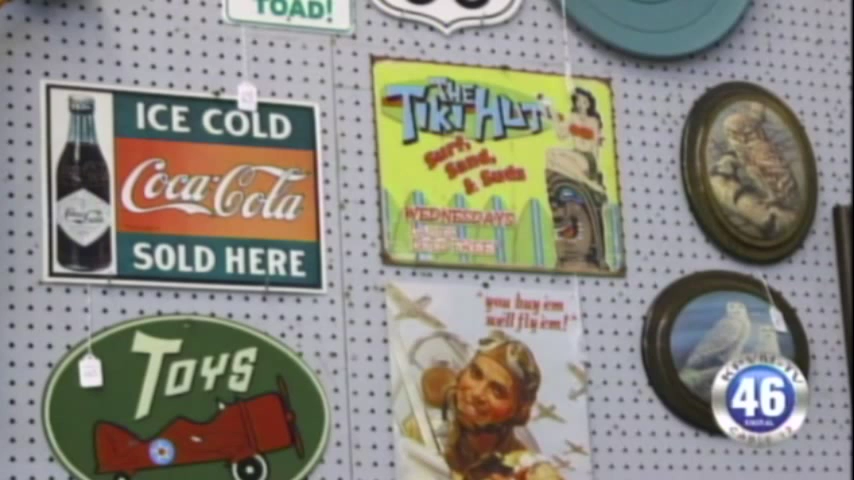 TOAD!
ICE COLD
Coca-Cola
SOLD HERE
THE
TIKI HUT
Surf,
Sand,
& Suds
WEDNESDAYS
"you buy 'em
we'll fly 'em!"
TOYS
46